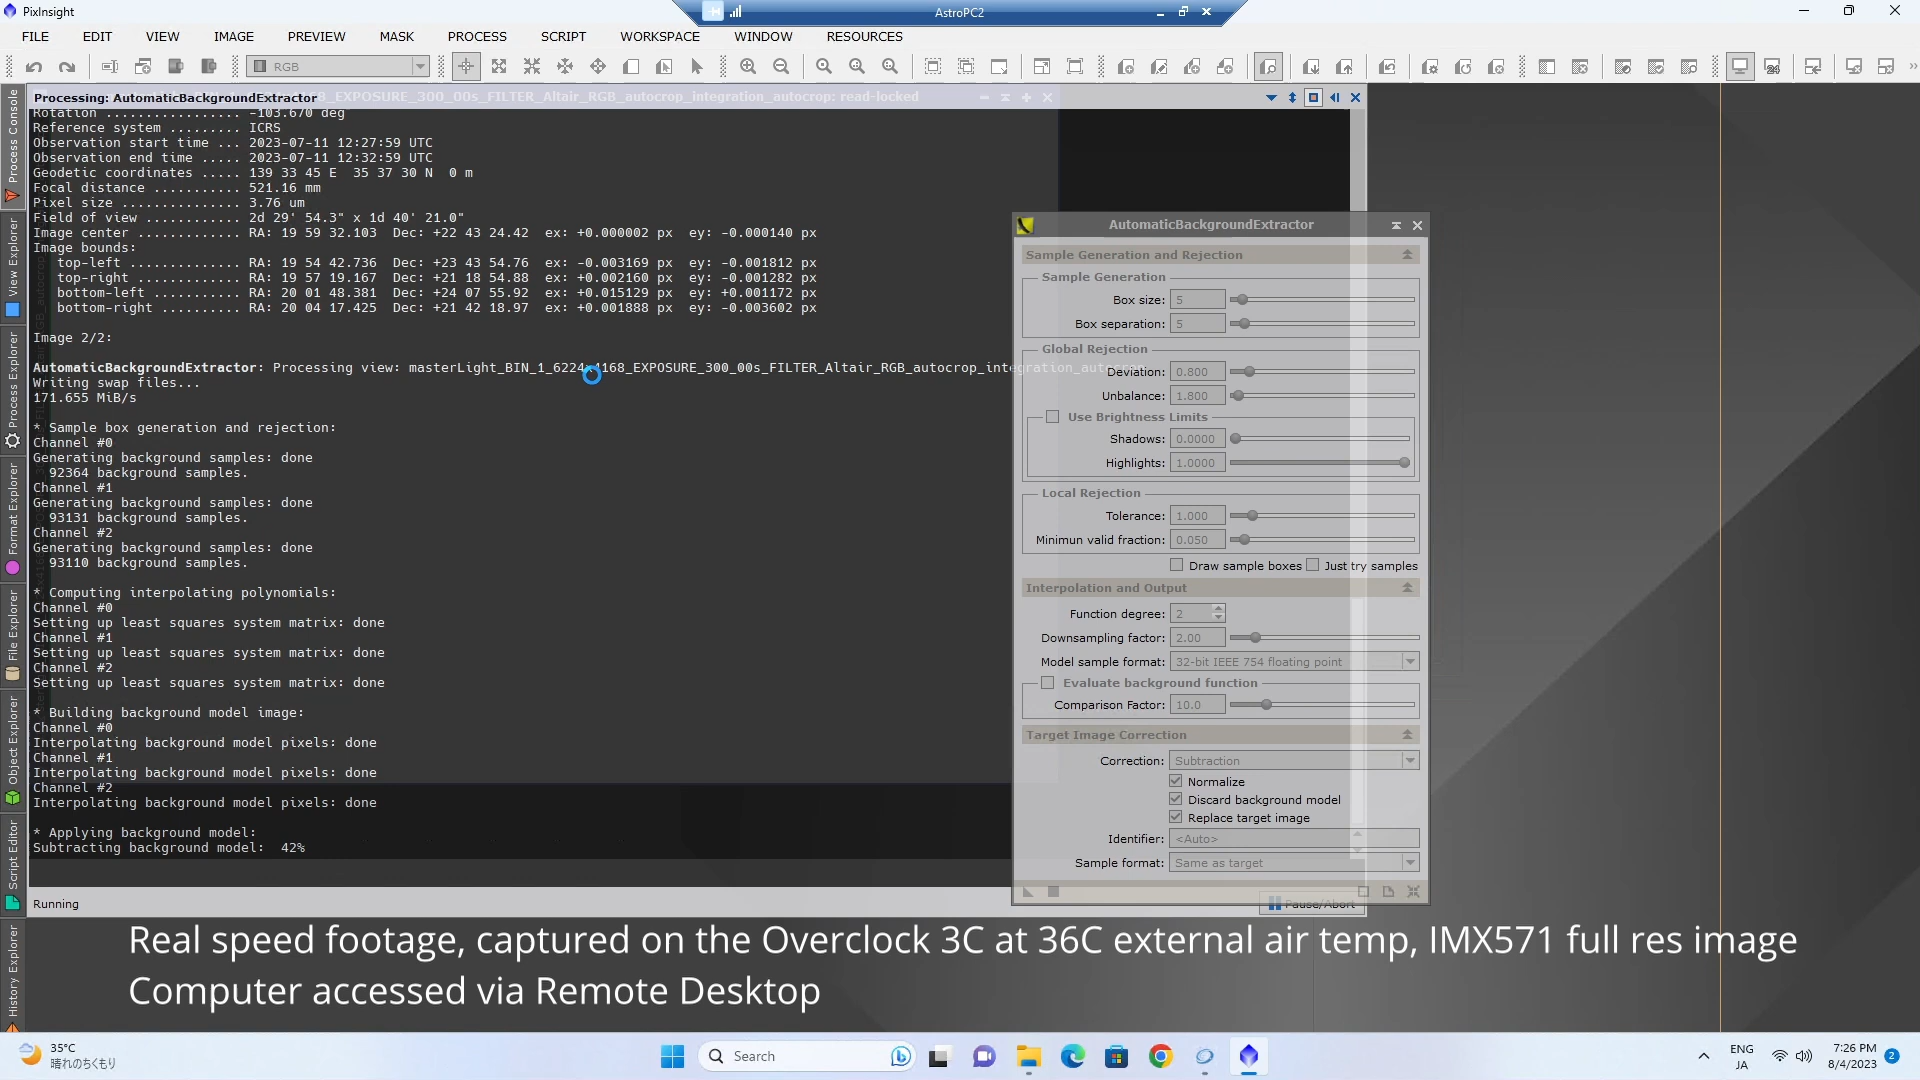 PixInsight
AstroPC2
FILE EDIT VIEW IMAGE PREVIEW MASK PROCESS SCRIPT WORKSPACE WINDOW RESOURCES
RGB
Processing: AutomaticBackgroundExtractor
_EXPOSURE_300_00s_FILTER_Altair_RGB_autocrop_integration_autocrop: read-locked
Rotation ................. -103.670 deg
Reference system ......... ICRS
Observation start time ... 2023-07-11 12:27:59 UTC
Observation end time ..... 2023-07-11 12:32:59 UTC
Geodetic coordinates ..... 139 33 45 E  35 37 30 N  0 m
Focal distance ........... 521.16 mm
Pixel size ............... 3.76 um
Field of view ............ 2d 29' 54.3" x 1d 40' 21.0"
Image center ............. RA: 19 59 32.103  Dec: +22 43 24.42  ex: +0.000002 px  ey: -0.000140 px
Image bounds:
top-left .............. RA: 19 54 42.736  Dec: +23 43 54.76  ex: -0.003169 px  ey: -0.001812 px
top-right ............. RA: 19 57 19.167  Dec: +21 18 54.88  ex: +0.002160 px  ey: -0.001282 px
bottom-left ........... RA: 20 01 48.381  Dec: +24 07 55.92  ex: +0.015129 px  ey: +0.001172 px
bottom-right .......... RA: 20 04 17.425  Dec: +21 42 18.97  ex: +0.001888 px  ey: -0.003602 px
Image 2/2:
AutomaticBackgroundExtractor: Processing view: masterLight_BIN_1_6224x4168_EXPOSURE_300_00s_FILTER_Altair_RGB_autocrop_integration_
Writing swap files...
171.655 MiB/s
* Sample box generation and rejection:
Channel #0
Generating background samples: done
92364 background samples.
Channel #1
Generating background samples: done
93131 background samples.
Channel #2
Generating background samples: done
93110 background samples.
* Computing interpolating polynomials:
Channel #0
Setting up least squares system matrix: done
Channel #1
Setting up least squares system matrix: done
Channel #2
Setting up least squares system matrix: done
* Building background model image:
Channel #0
Interpolating background model pixels: done
Channel #1
Interpolating background model pixels: done
Channel #2
Interpolating background model pixels: done
* Applying background model:
Subtracting background model:  42%
Running
Pause/Abort
Process Console
View Explorer
Process Explorer
Format Explorer
File Explorer
Object Explorer
Script Editor
History Explorer
AutomaticBackgroundExtractor
Sample Generation and Rejection
Sample Generation
Box size: 5
Box separation: 5
Global Rejection
Deviation: 0.800
Unbalance: 1.800
Use Brightness Limits
Shadows: 0.0000
Highlights: 1.0000
Local Rejection
Tolerance: 1.000
Minimun valid fraction: 0.050
Draw sample boxes Just try samples
Interpolation and Output
Function degree: 2
Downsampling factor: 2.00
Model sample format: 32-bit IEEE 754 floating point
Evaluate background function
Comparison Factor: 10.0
Target Image Correction
Correction: Subtraction
Normalize
Discard background model
Replace target image
Identifier: <Auto>
Sample format: Same as target
Real speed footage, captured on the Overclock 3C at 36C external air temp, IMX571 full res image
Computer accessed via Remote Desktop
35°C
晴れのちくもり
Search
ENG
JA
7:26 PM
8/4/2023
2